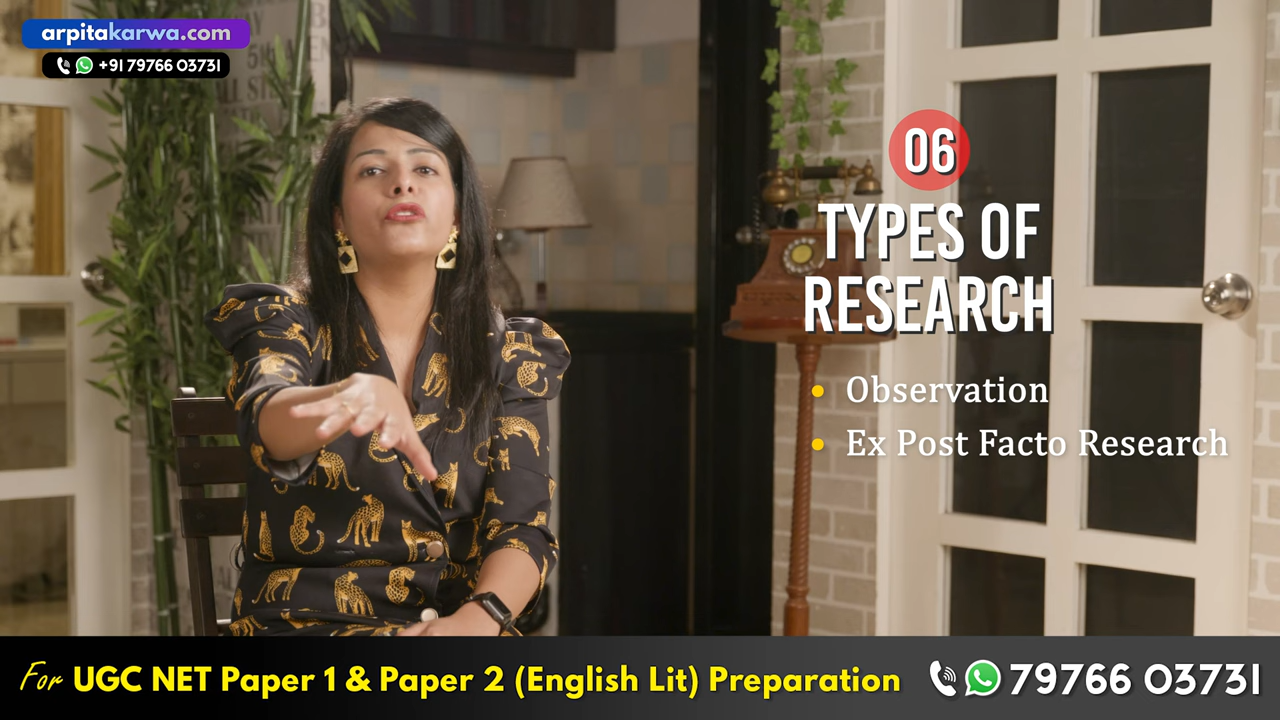 arpitakarwa.com
+91 79766 03731
06
TYPES OF
RESEARCH
• Observation
• Ex Post Facto Research
For UGC NET Paper 1 & Paper 2 (English Lit) Preparation
79766 03731